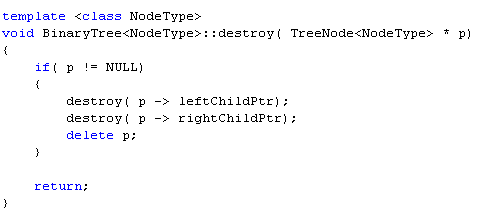 template <class NodeType>
void BinaryTree<NodeType>::destroy( TreeNode<NodeType> * p)
{
    if( p != NULL)
    {
        destroy( p -> leftChildPtr);
        destroy( p -> rightChildPtr);
        delete p;
    }

    return;
}